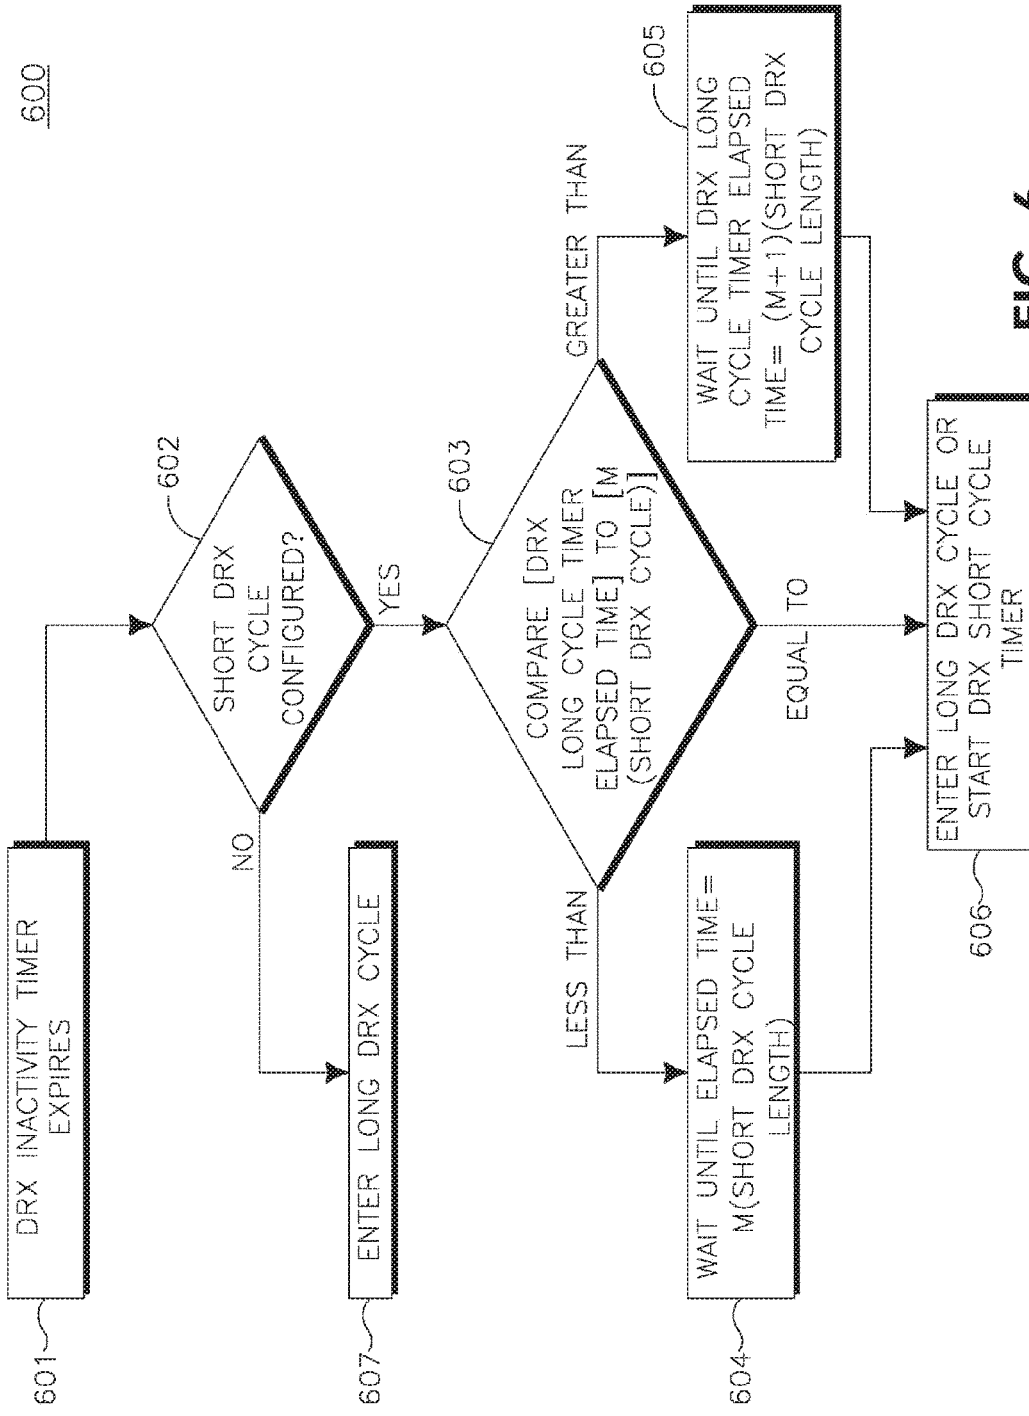 600
601
DRX INACTIVITY TIMER
EXPIRES
602
SHORT DRX
CYCLE
CONFIGURED?
NO
YES
607
ENTER LONG DRX CYCLE
603
COMPARE [DRX
LONG CYCLE TIMER
ELAPSED TIME] TO [M
(SHORT DRX CYCLE)]
LESS THAN
GREATER THAN
EQUAL TO
604
WAIT UNTIL ELAPSED TIME=
M(SHORT DRX CYCLE
LENGTH)
605
WAIT UNTIL DRX LONG
CYCLE TIMER ELAPSED
TIME= (M+1)(SHORT DRX
CYCLE LENGTH)
606
ENTER LONG DRX CYCLE OR
START DRX SHORT CYCLE
TIMER